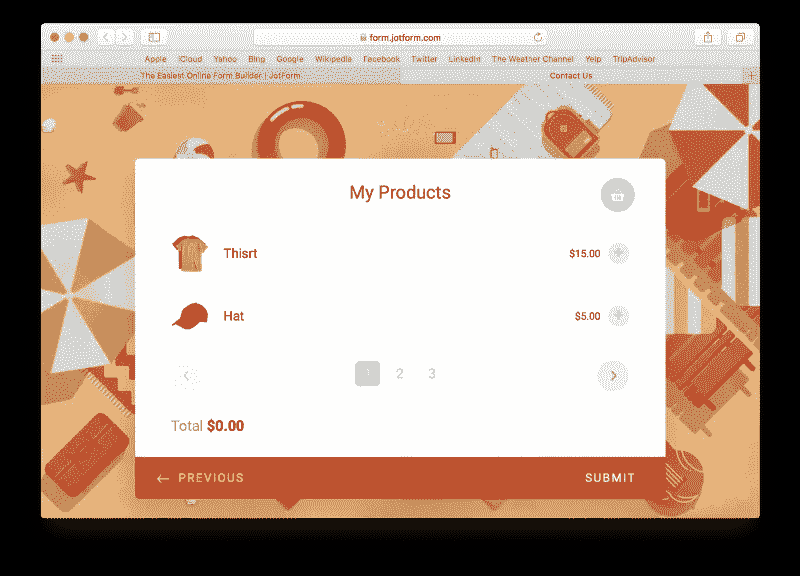 form.jotform.com
Apple iCloud Yahoo Bing Google Wikipedia Facebook Twitter LinkedIn The Weather Channel Yelp TripAdvisor
The Easiest Online Form Builder | JotForm Contact Us
My Products
Thisrt $15.00
Hat $5.00
1 2 3
Total $0.00
← PREVIOUS SUBMIT